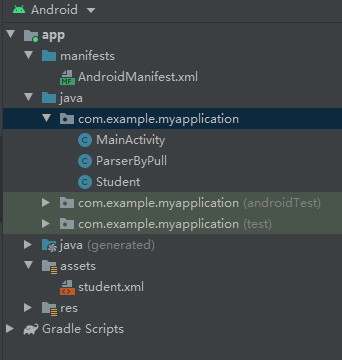 Android
app
manifests
AndroidManifest.xml
MF
java
com.example.myapplication
C MainActivity
C ParserByPull
C Student
com.example.myapplication (androidTest)
com.example.myapplication (test)
java (generated)
assets
student.xml
res
Gradle Scripts